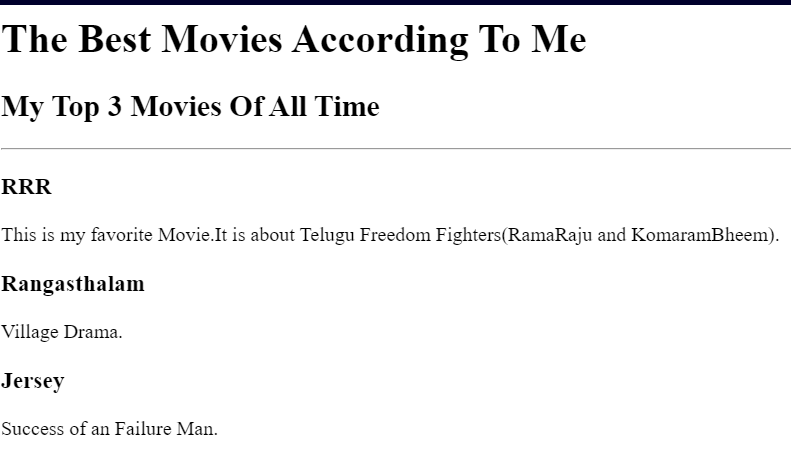 The Best Movies According To Me
My Top 3 Movies Of All Time
RRR
This is my favorite Movie.It is about Telugu Freedom Fighters(RamaRaju and KomaramBheem).
Rangasthalam
Village Drama.
Jersey
Success of an Failure Man.